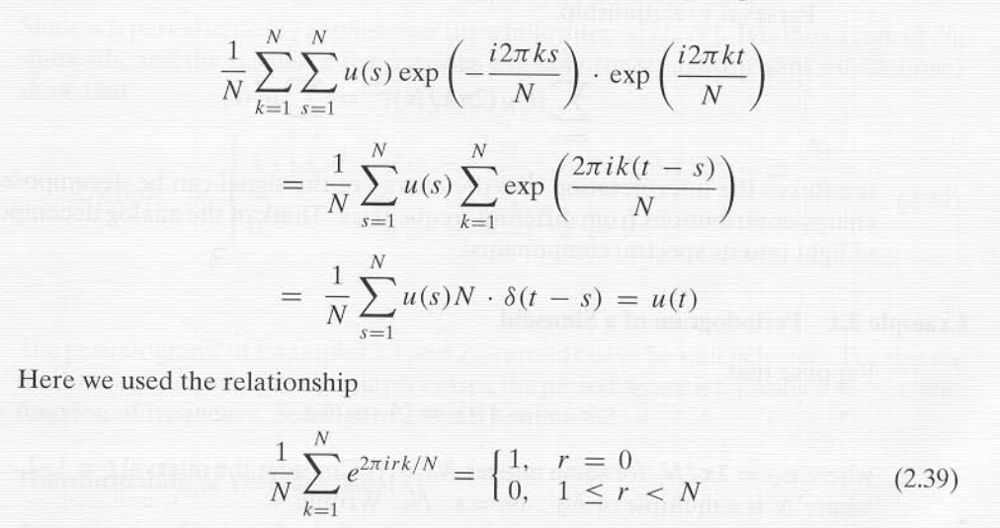 \frac{1}{N} \sum_{k=1}^{N} \sum_{s=1}^{N} u(s) \exp\left(-\frac{i2\pi ks}{N}\right) \cdot \exp\left(\frac{i2\pi kt}{N}\right)
= \frac{1}{N} \sum_{s=1}^{N} u(s) \sum_{k=1}^{N} \exp\left(\frac{2\pi ik(t-s)}{N}\right)
= \frac{1}{N} \sum_{s=1}^{N} u(s)N \cdot \delta(t-s) = u(t)
Here we used the relationship
\frac{1}{N} \sum_{k=1}^{N} e^{2\pi irk/N} = \begin{cases} 1, & r = 0 \\ 0, & 1 \le r < N \end{cases} (2.39)